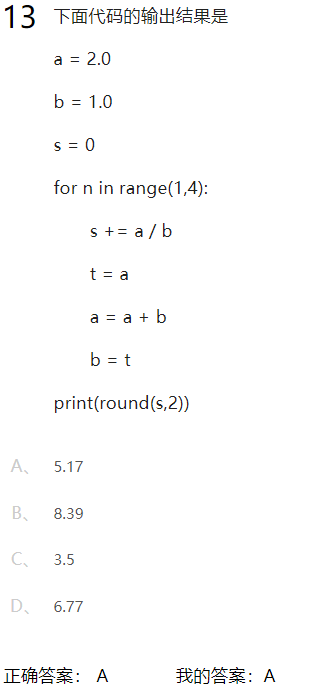 13 下面代码的输出结果是
a = 2.0
b = 1.0
s = 0
for n in range(1,4):
s += a / b
t = a
a = a + b
b = t
print(round(s,2))
A、 5.17
B、 8.39
C、 3.5
D、 6.77
正确答案： A 我的答案：A